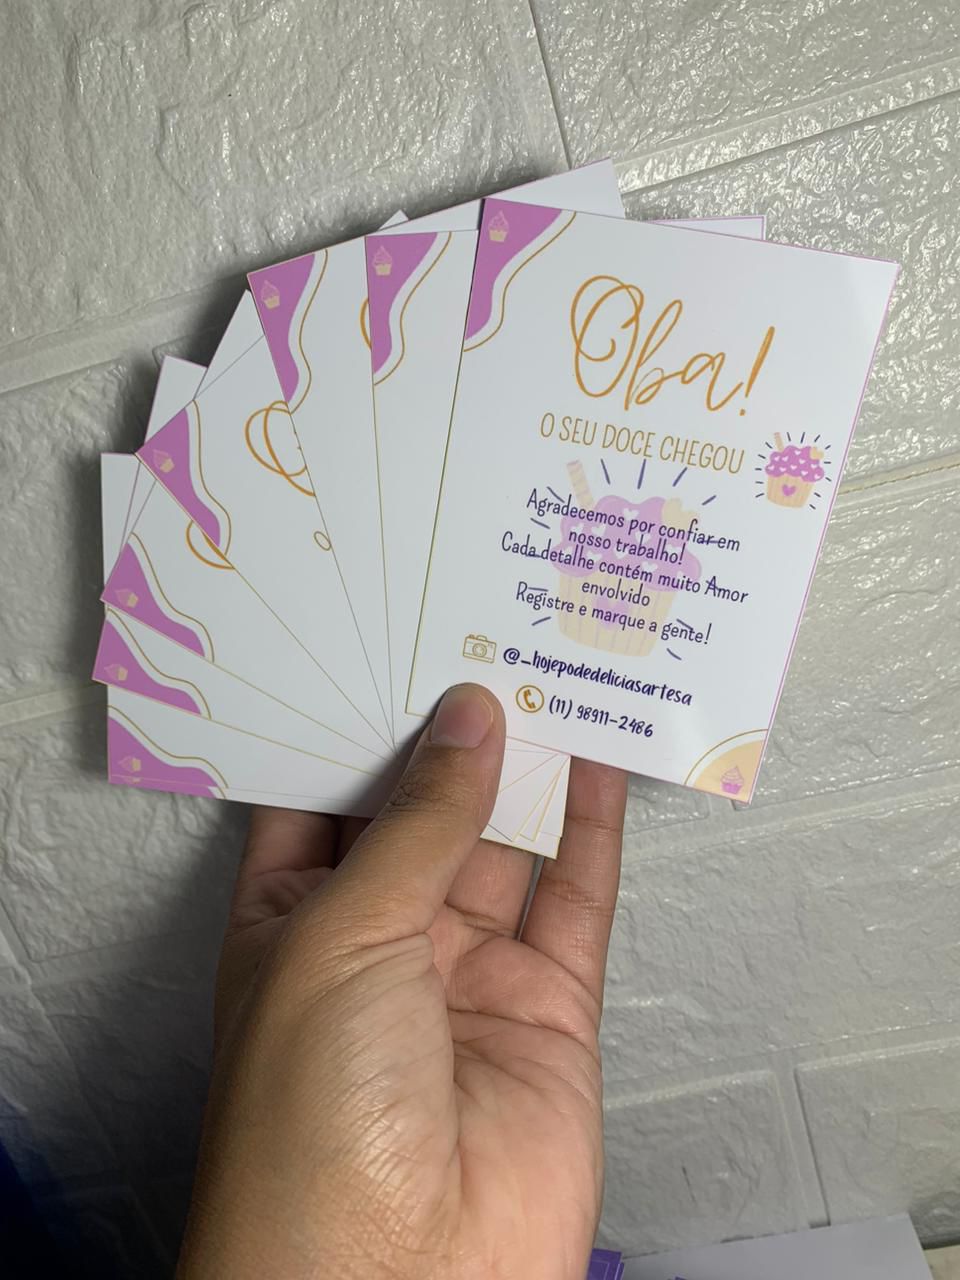 Oba!
O SEU DOCE CHEGOU
Agradecemos por confiar em
nosso trabalho!
Cada detalhe contém muito Amor
envolvido
Registre e marque a gente!
@_hojepodedeliciasartesa
(11) 98911-2486